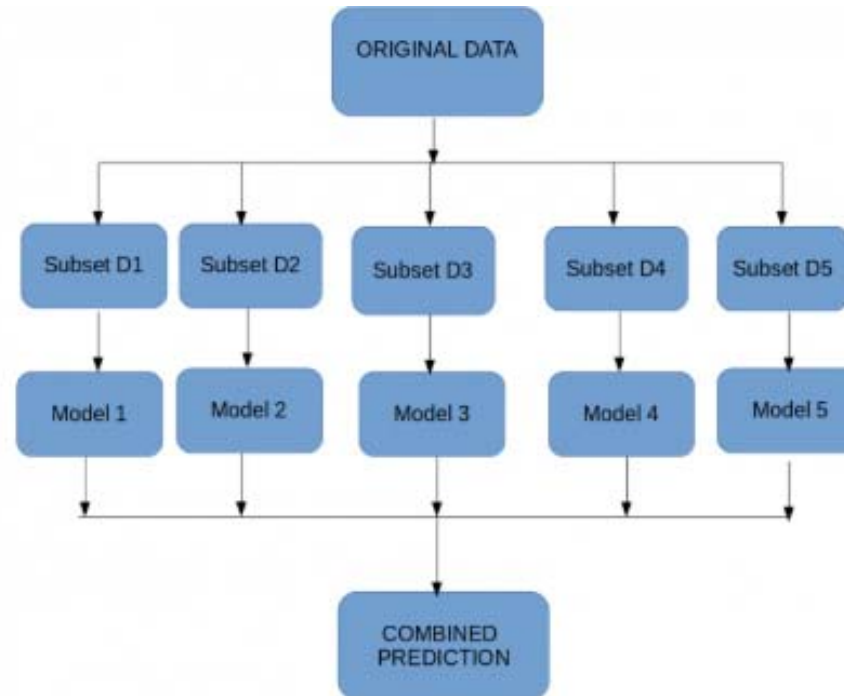 ORIGINAL DATA
Subset D1
Subset D2
Subset D3
Subset D4
Subset D5
Model 1
Model 2
Model 3
Model 4
Model 5
COMBINED
PREDICTION